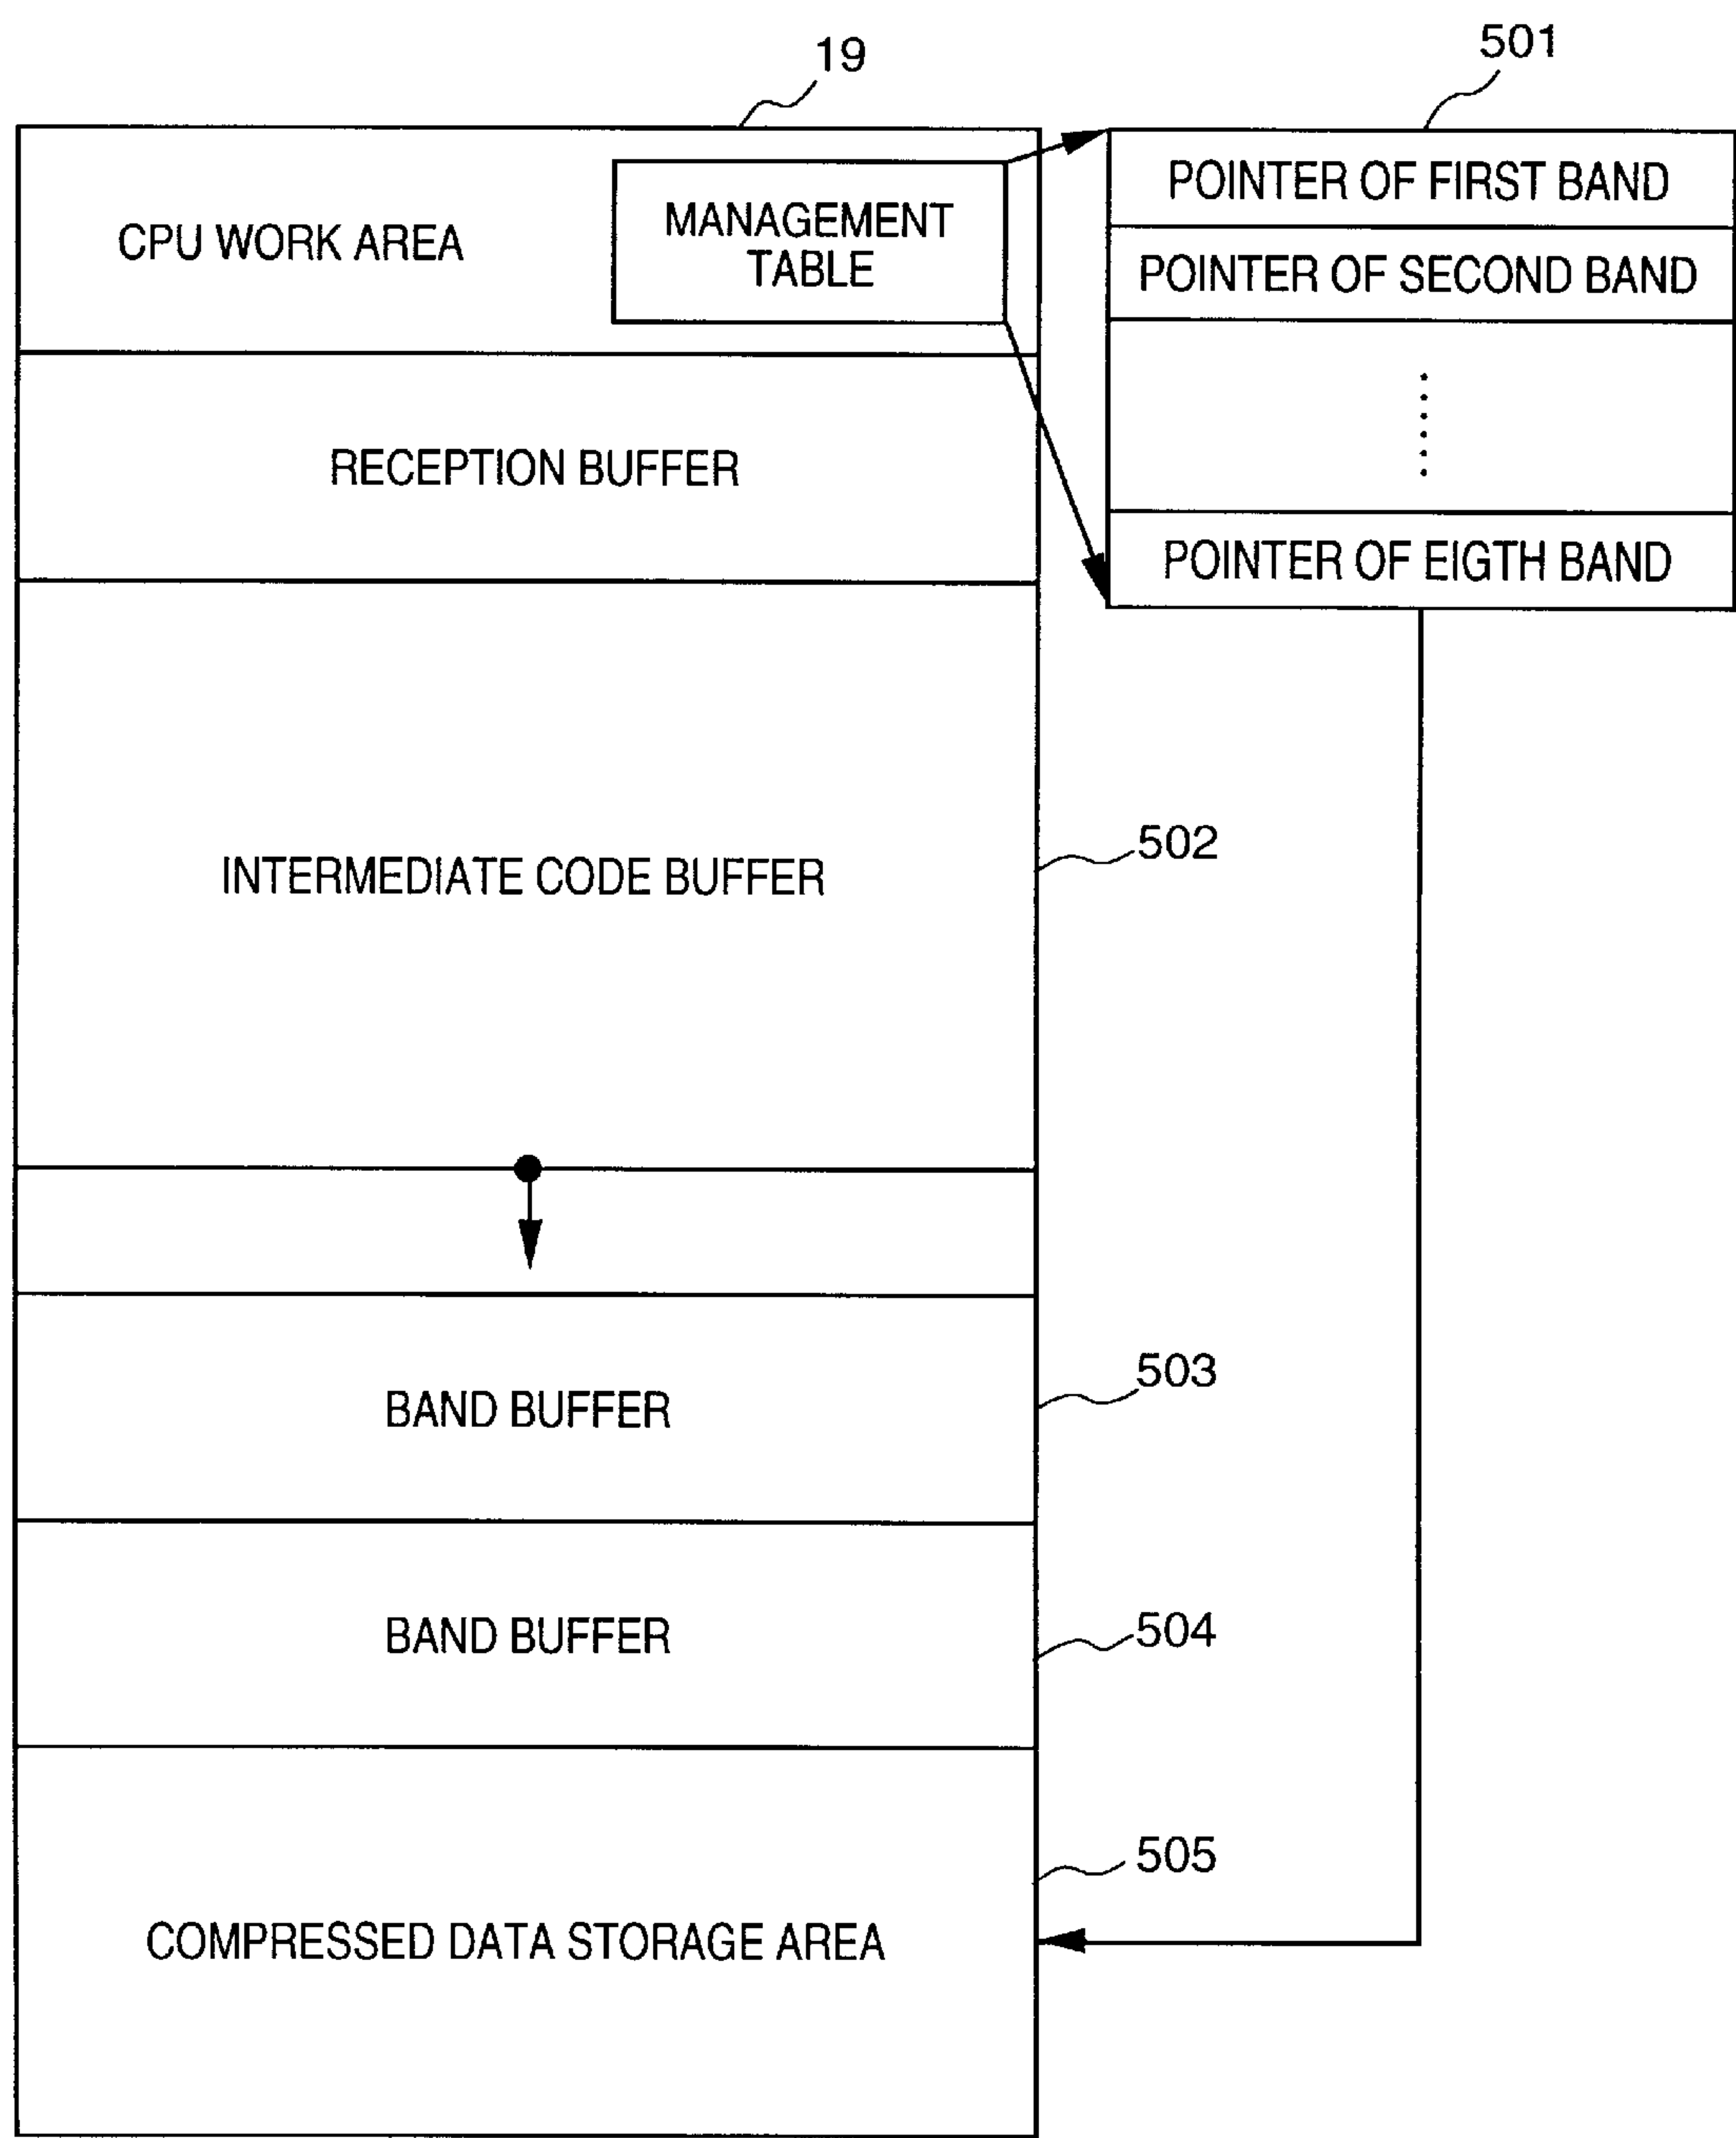 19
501
CPU WORK AREA
MANAGEMENT
TABLE
POINTER OF FIRST BAND
POINTER OF SECOND BAND
POINTER OF EIGTH BAND
RECEPTION BUFFER
INTERMEDIATE CODE BUFFER
502
BAND BUFFER
503
BAND BUFFER
504
COMPRESSED DATA STORAGE AREA
505